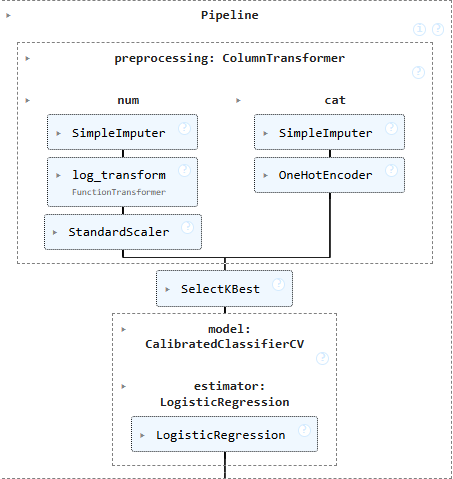 ▸ Pipeline
i ?
▸ preprocessing: ColumnTransformer
?
▸ num ▸ cat
▸ SimpleImputer ? ▸ SimpleImputer ?
▸ log_transform ? ▸ OneHotEncoder ?
FunctionTransformer
▸ StandardScaler ?
▸ SelectKBest ?
▸ model:
CalibratedClassifierCV
?
▸ estimator:
LogisticRegression
▸ LogisticRegression ?